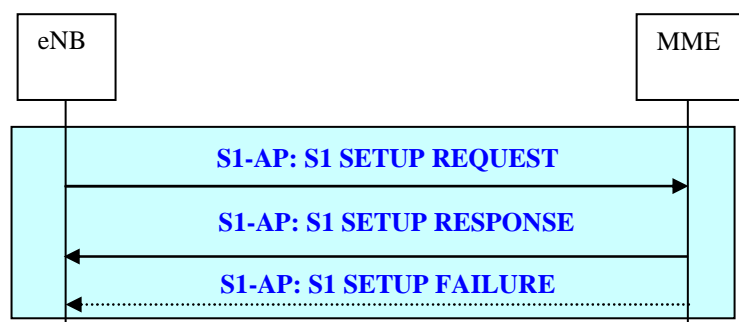 eNB
MME
S1-AP: S1 SETUP REQUEST
S1-AP: S1 SETUP RESPONSE
S1-AP: S1 SETUP FAILURE